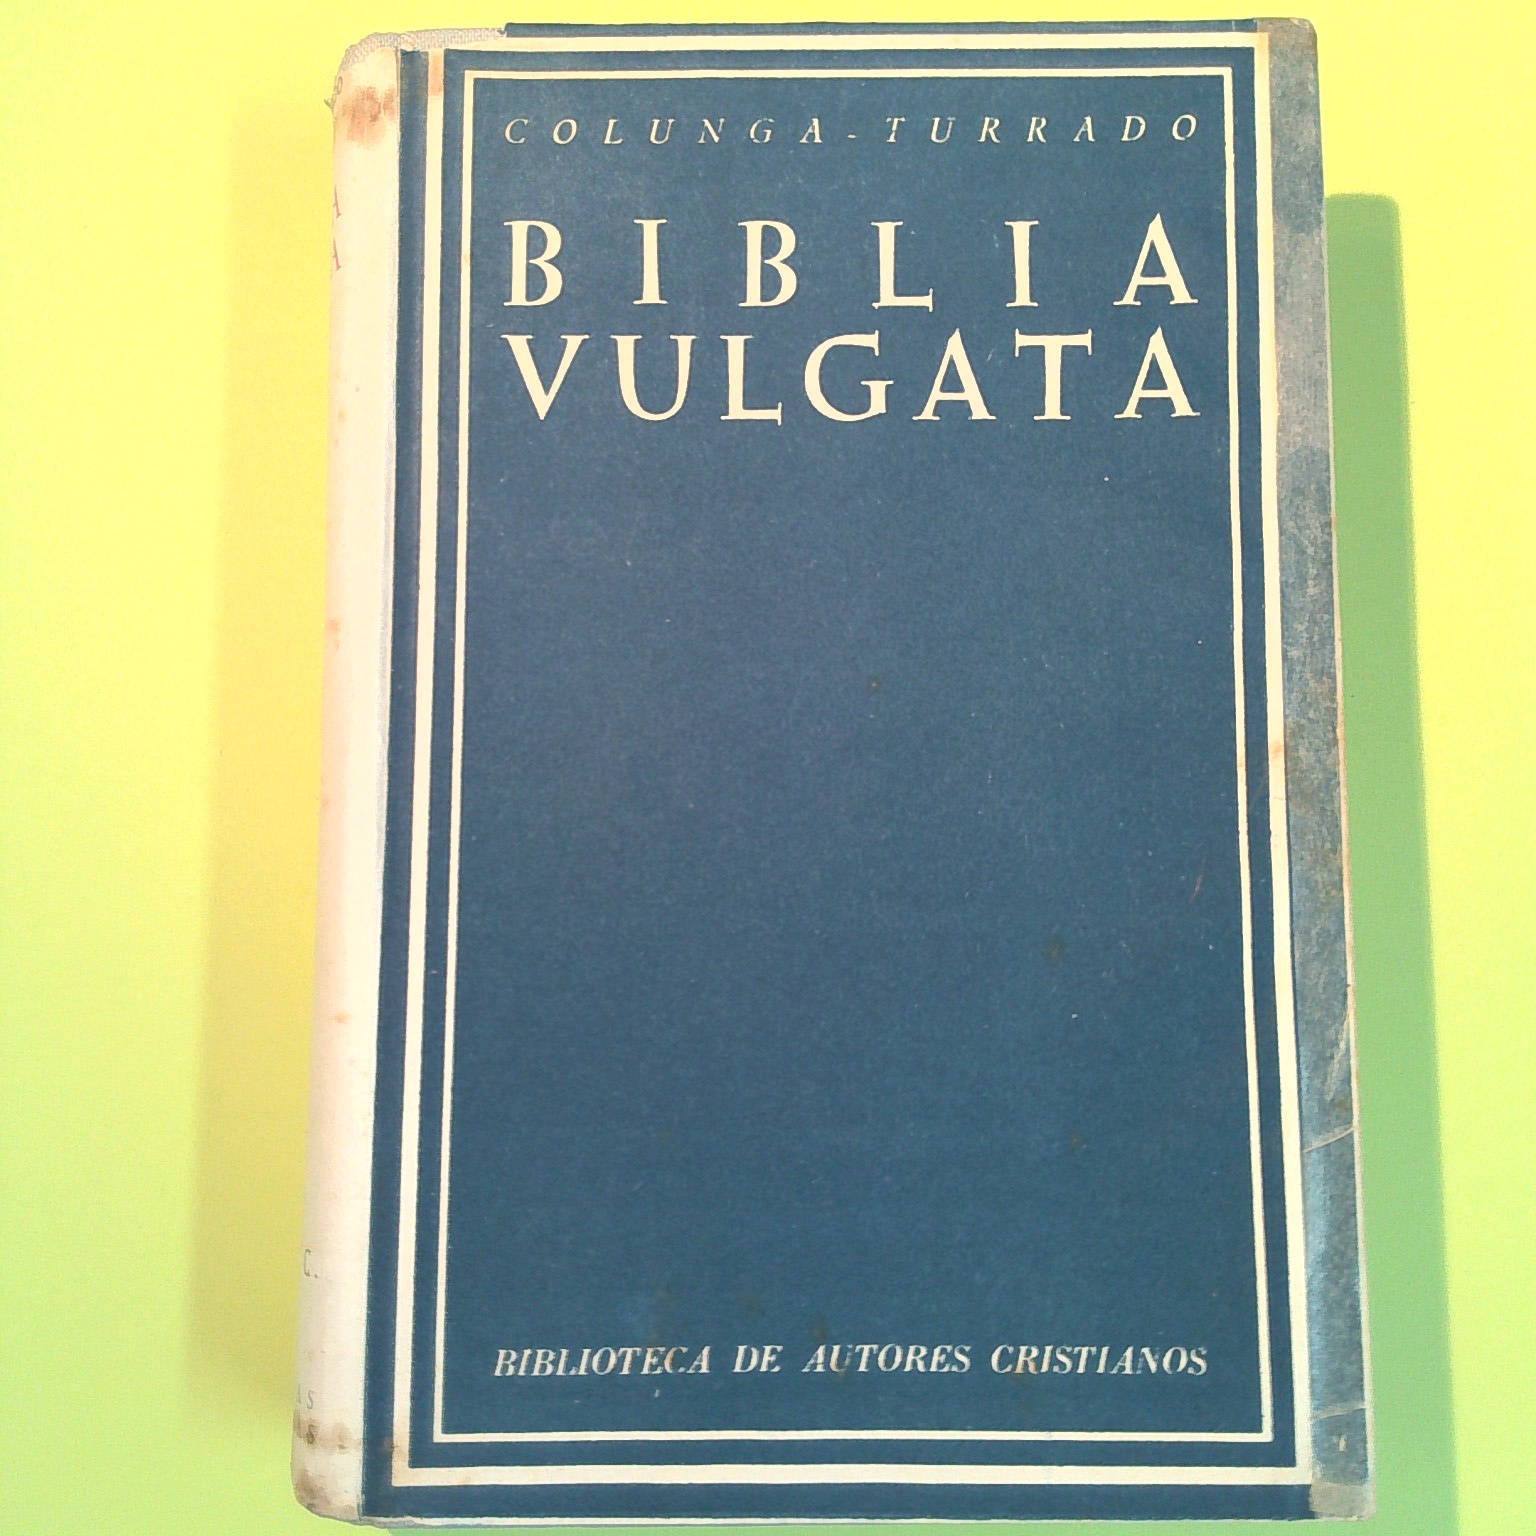 COLUNGA-TURRADO
BIBLIA
VULGATA
BIBLIOTECA DE AUTORES CRISTIANOS